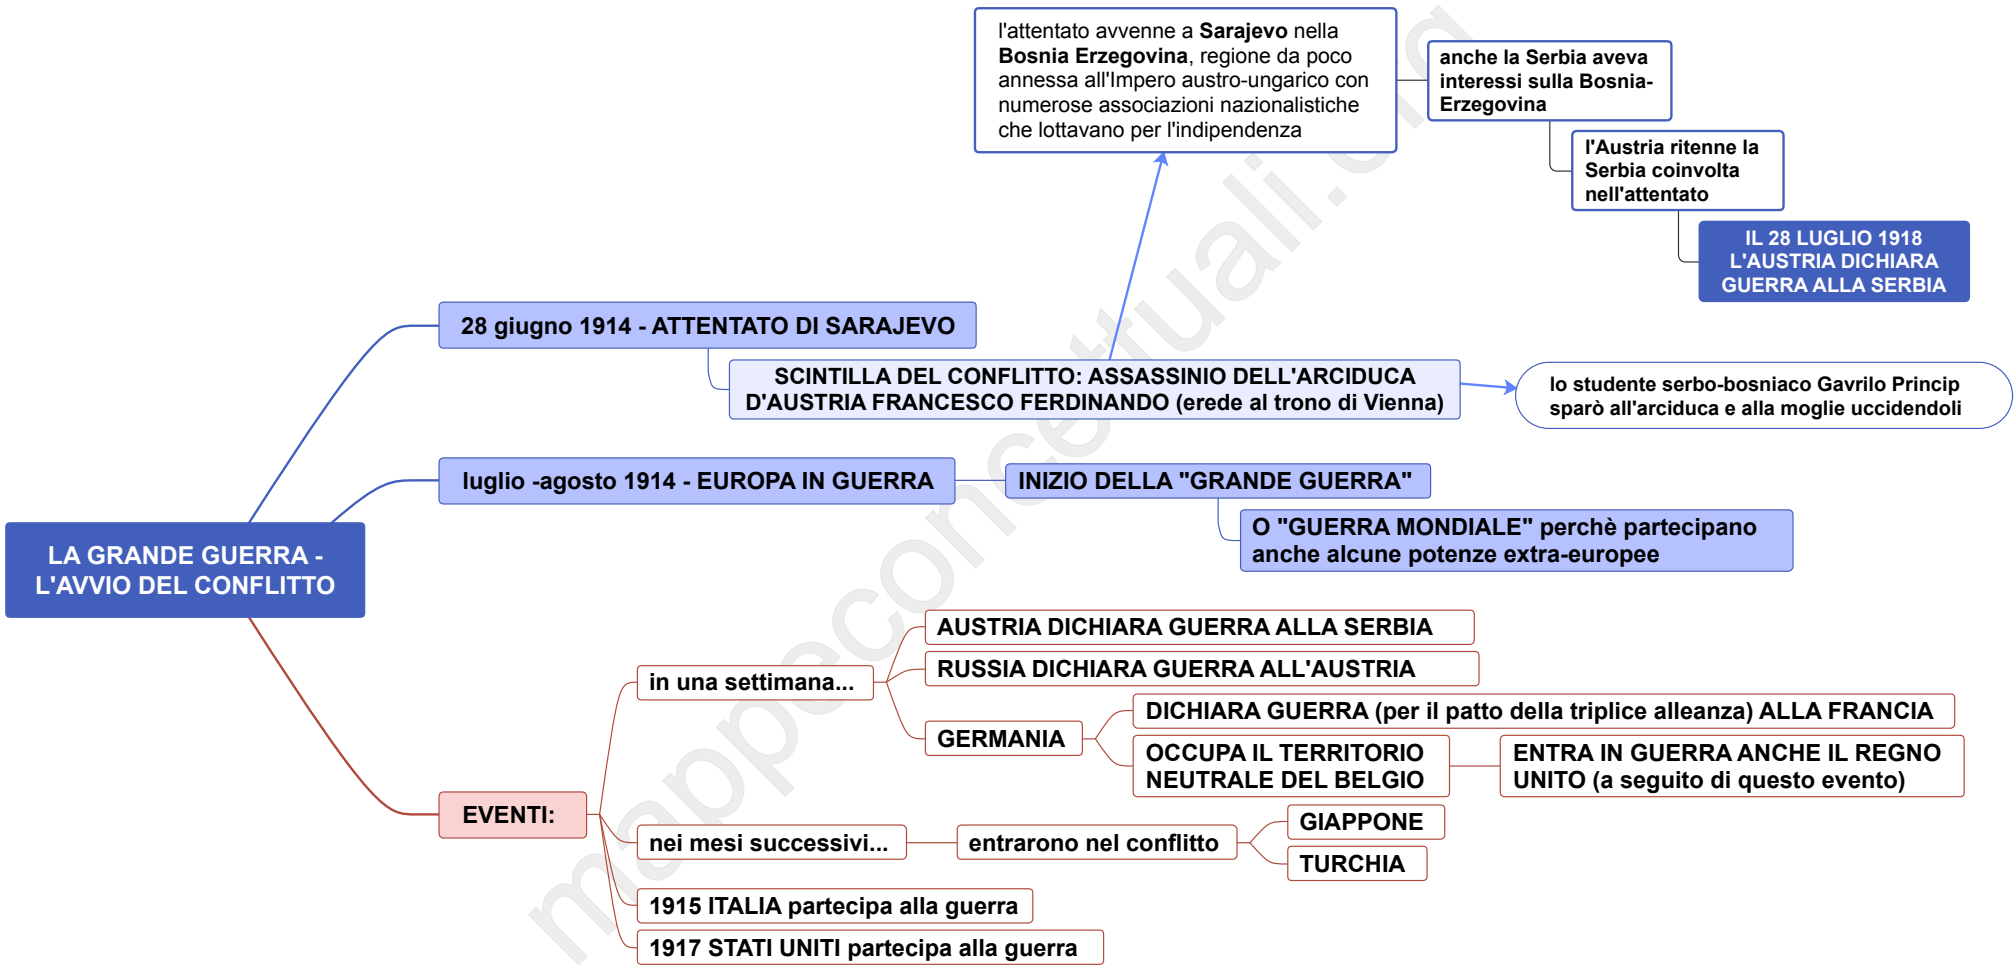 l'attentato avvenne a Sarajevo nella
Bosnia Erzegovina, regione da poco
annessa all'Impero austro-ungarico con
numerose associazioni nazionalistiche
che lottavano per l'indipendenza
anche la Serbia aveva
interessi sulla Bosnia-
Erzegovina
l'Austria ritenne la
Serbia coinvolta
nell'attentato
IL 28 LUGLIO 1918
L'AUSTRIA DICHIARA
GUERRA ALLA SERBIA
28 giugno 1914 - ATTENTATO DI SARAJEVO
SCINTILLA DEL CONFLITTO: ASSASSINIO DELL'ARCIDUCA
D'AUSTRIA FRANCESCO FERDINANDO (erede al trono di Vienna)
lo studente serbo-bosniaco Gavrilo Princip
sparò all'arciduca e alla moglie uccidendoli
luglio -agosto 1914 - EUROPA IN GUERRA
INIZIO DELLA "GRANDE GUERRA"
O "GUERRA MONDIALE" perchè partecipano
anche alcune potenze extra-europee
LA GRANDE GUERRA -
L'AVVIO DEL CONFLITTO
EVENTI:
in una settimana...
AUSTRIA DICHIARA GUERRA ALLA SERBIA
RUSSIA DICHIARA GUERRA ALL'AUSTRIA
GERMANIA
DICHIARA GUERRA (per il patto della triplice alleanza) ALLA FRANCIA
OCCUPA IL TERRITORIO
NEUTRALE DEL BELGIO
ENTRA IN GUERRA ANCHE IL REGNO
UNITO (a seguito di questo evento)
nei mesi successivi...
entrarono nel conflitto
GIAPPONE
TURCHIA
1915 ITALIA partecipa alla guerra
1917 STATI UNITI partecipa alla guerra